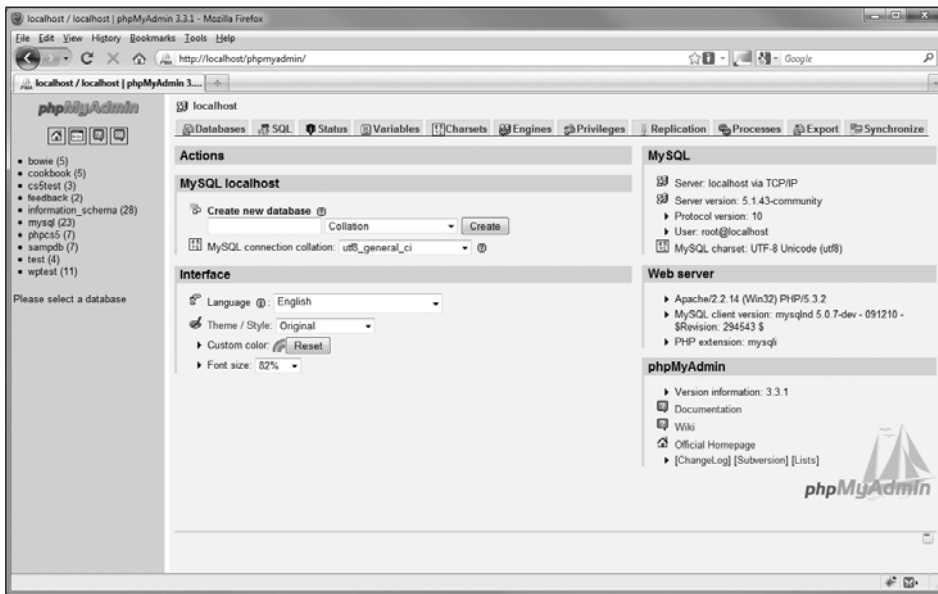 localhost / localhost | phpMyAdmin 3.3.1 - Mozilla Firefox
File Edit View History Bookmarks Tools Help
http://localhost/phpmyadmin/
Google
localhost / localhost | phpMyAdmin 3....
phpMyAdmin
bowie (5)
cookbook (5)
cs5test (3)
feedback (2)
information_schema (28)
mysql (23)
phpcs5 (7)
sampdb (7)
test (4)
wptest (11)
Please select a database
localhost
Databases SQL Status Variables Charsets Engines Privileges Replication Processes Export Synchronize
Actions
MySQL localhost
Create new database
Collation Create
MySQL connection collation: utf8_general_ci
Interface
Language : English
Theme / Style: Original
Custom color: Reset
Font size: 82%
MySQL
Server: localhost via TCP/IP
Server version: 5.1.43-community
Protocol version: 10
User: root@localhost
MySQL charset: UTF-8 Unicode (utf8)
Web server
Apache/2.2.14 (Win32) PHP/5.3.2
MySQL client version: mysqlnd 5.0.7-dev - 091210 -
$Revision: 294543 $
PHP extension: mysqli
phpMyAdmin
Version information: 3.3.1
Documentation
Wiki
Official Homepage
[ChangeLog] [Subversion] [Lists]
phpMyAdmin